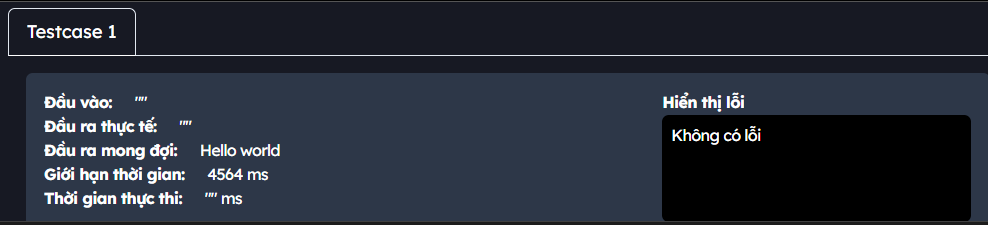 Testcase 1
Đầu vào: ""
Hiển thị lỗi
Đầu ra thực tế: ""
Không có lỗi
Đầu ra mong đợi: Hello world
Giới hạn thời gian: 4564 ms
Thời gian thực thi: "" ms